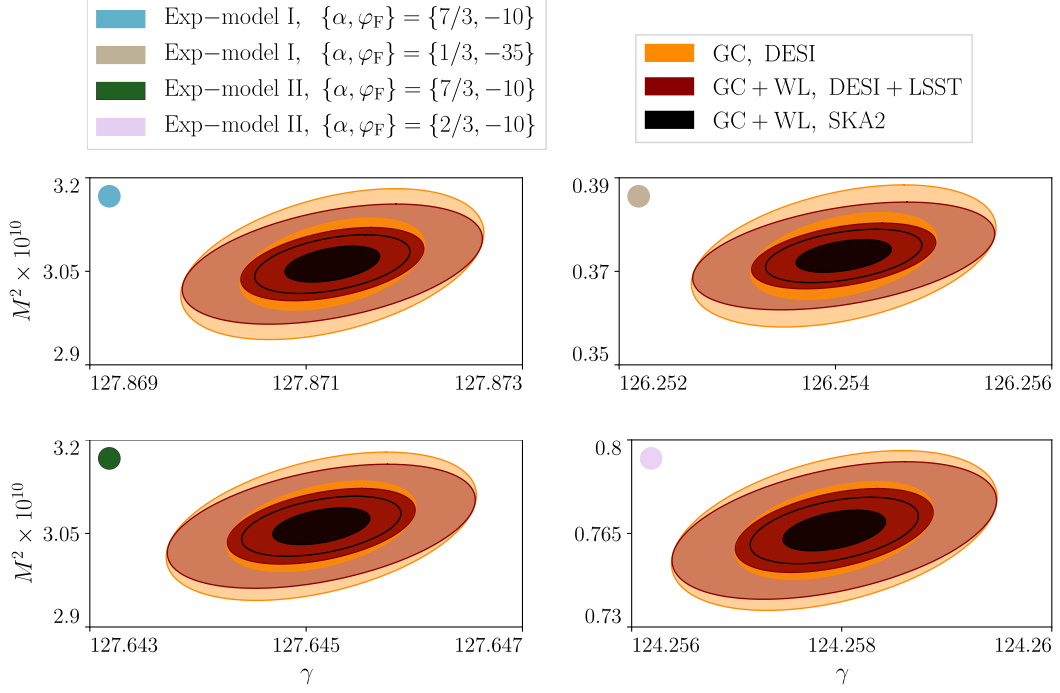 Exp−model I, {α, φ_F} = {7/3, −10}
Exp−model I, {α, φ_F} = {1/3, −35}
Exp−model II, {α, φ_F} = {7/3, −10}
Exp−model II, {α, φ_F} = {2/3, −10}
GC, DESI
GC + WL, DESI + LSST
GC + WL, SKA2
3.2
3.05
2.9
M² × 10¹⁰
127.869 127.871 127.873
0.39
0.37
0.35
126.252 126.254 126.256
3.2
3.05
2.9
M² × 10¹⁰
127.643 127.645 127.647
γ
0.8
0.765
0.73
124.256 124.258 124.26
γ